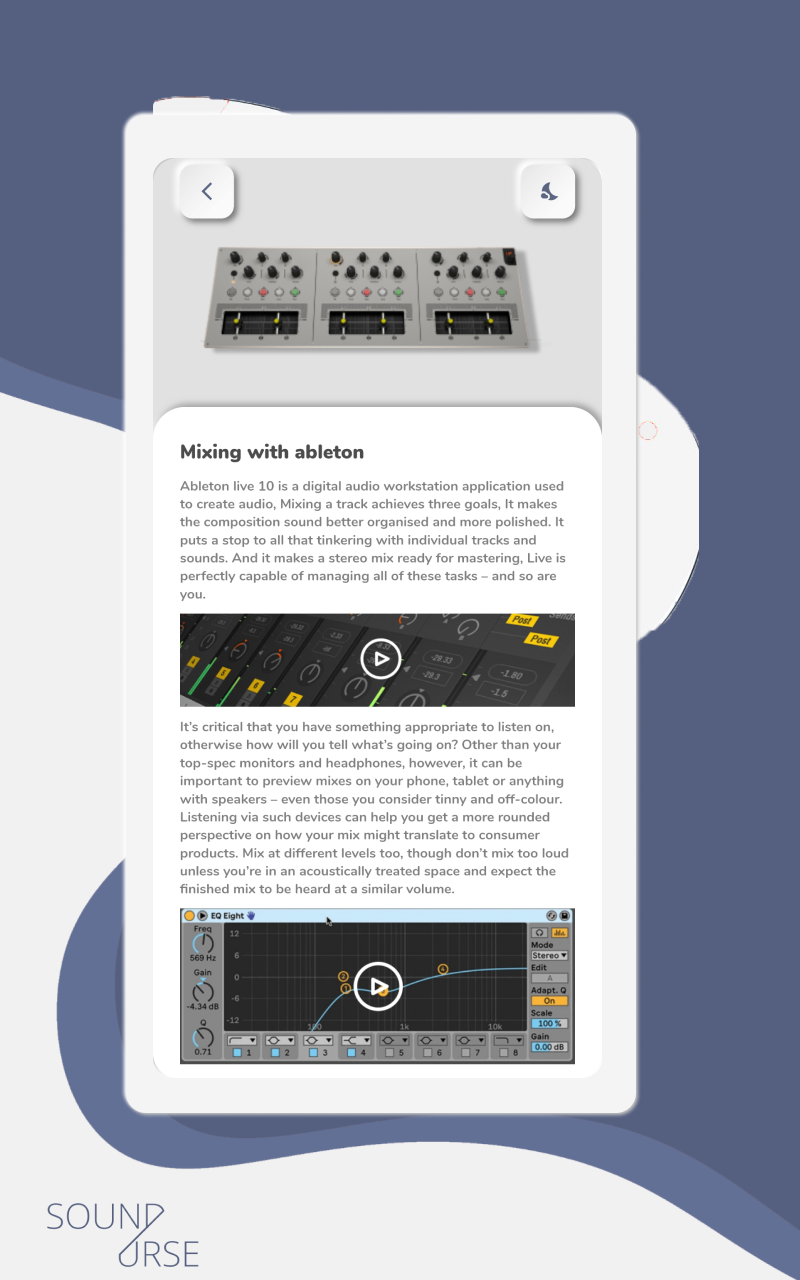 Mixing with ableton
Ableton live 10 is a digital audio workstation application used
to create audio, Mixing a track achieves three goals, It makes
the composition sound better organised and more polished. It
puts a stop to all that tinkering with individual tracks and
sounds. And it makes a stereo mix ready for mastering, Live is
perfectly capable of managing all of these tasks – and so are
you.
Post
Sends
Post
-29.33
-1.80
-29.3
-1.5
6
7
It's critical that you have something appropriate to listen on,
otherwise how will you tell what's going on? Other than your
top-spec monitors and headphones, however, it can be
important to preview mixes on your phone, tablet or anything
with speakers – even those you consider tinny and off-colour.
Listening via such devices can help you get a more rounded
perspective on how your mix might translate to consumer
products. Mix at different levels too, though don't mix too loud
unless you're in an acoustically treated space and expect the
finished mix to be heard at a similar volume.
EQ Eight
Freq
569 Hz
Gain
-4.34 dB
Q
0.71
12
6
0
-6
-12
100
1k
10k
2
1
4
Mode
Stereo
Edit
A
Adapt. Q
On
Scale
100 %
Gain
0.00 dB
1 2 3 4 5 6 7 8
SOUND
URSE